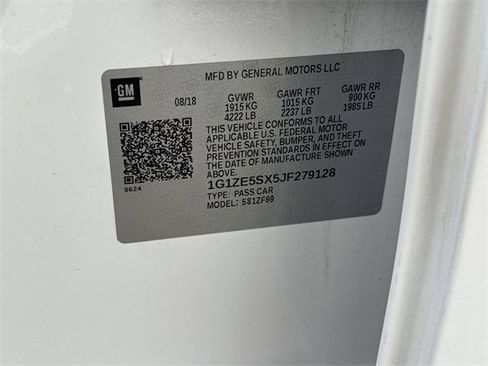 MFD BY GENERAL MOTORS LLC
GM
08/18 GVWR GAWR FRT GAWR RR
1915 KG 1015 KG 900 KG
4222 LB 2237 LB 1985 LB
THIS VEHICLE CONFORMS TO ALL
APPLICABLE U.S. FEDERAL MOTOR
VEHICLE SAFETY, BUMPER, AND THEFT
PREVENTION STANDARDS IN EFFECT ON
THE DATE OF MANUFACTURE SHOWN
ABOVE.
8624
1G1ZE5SX5JF279128
TYPE: PASS CAR
MODEL: 581ZF69